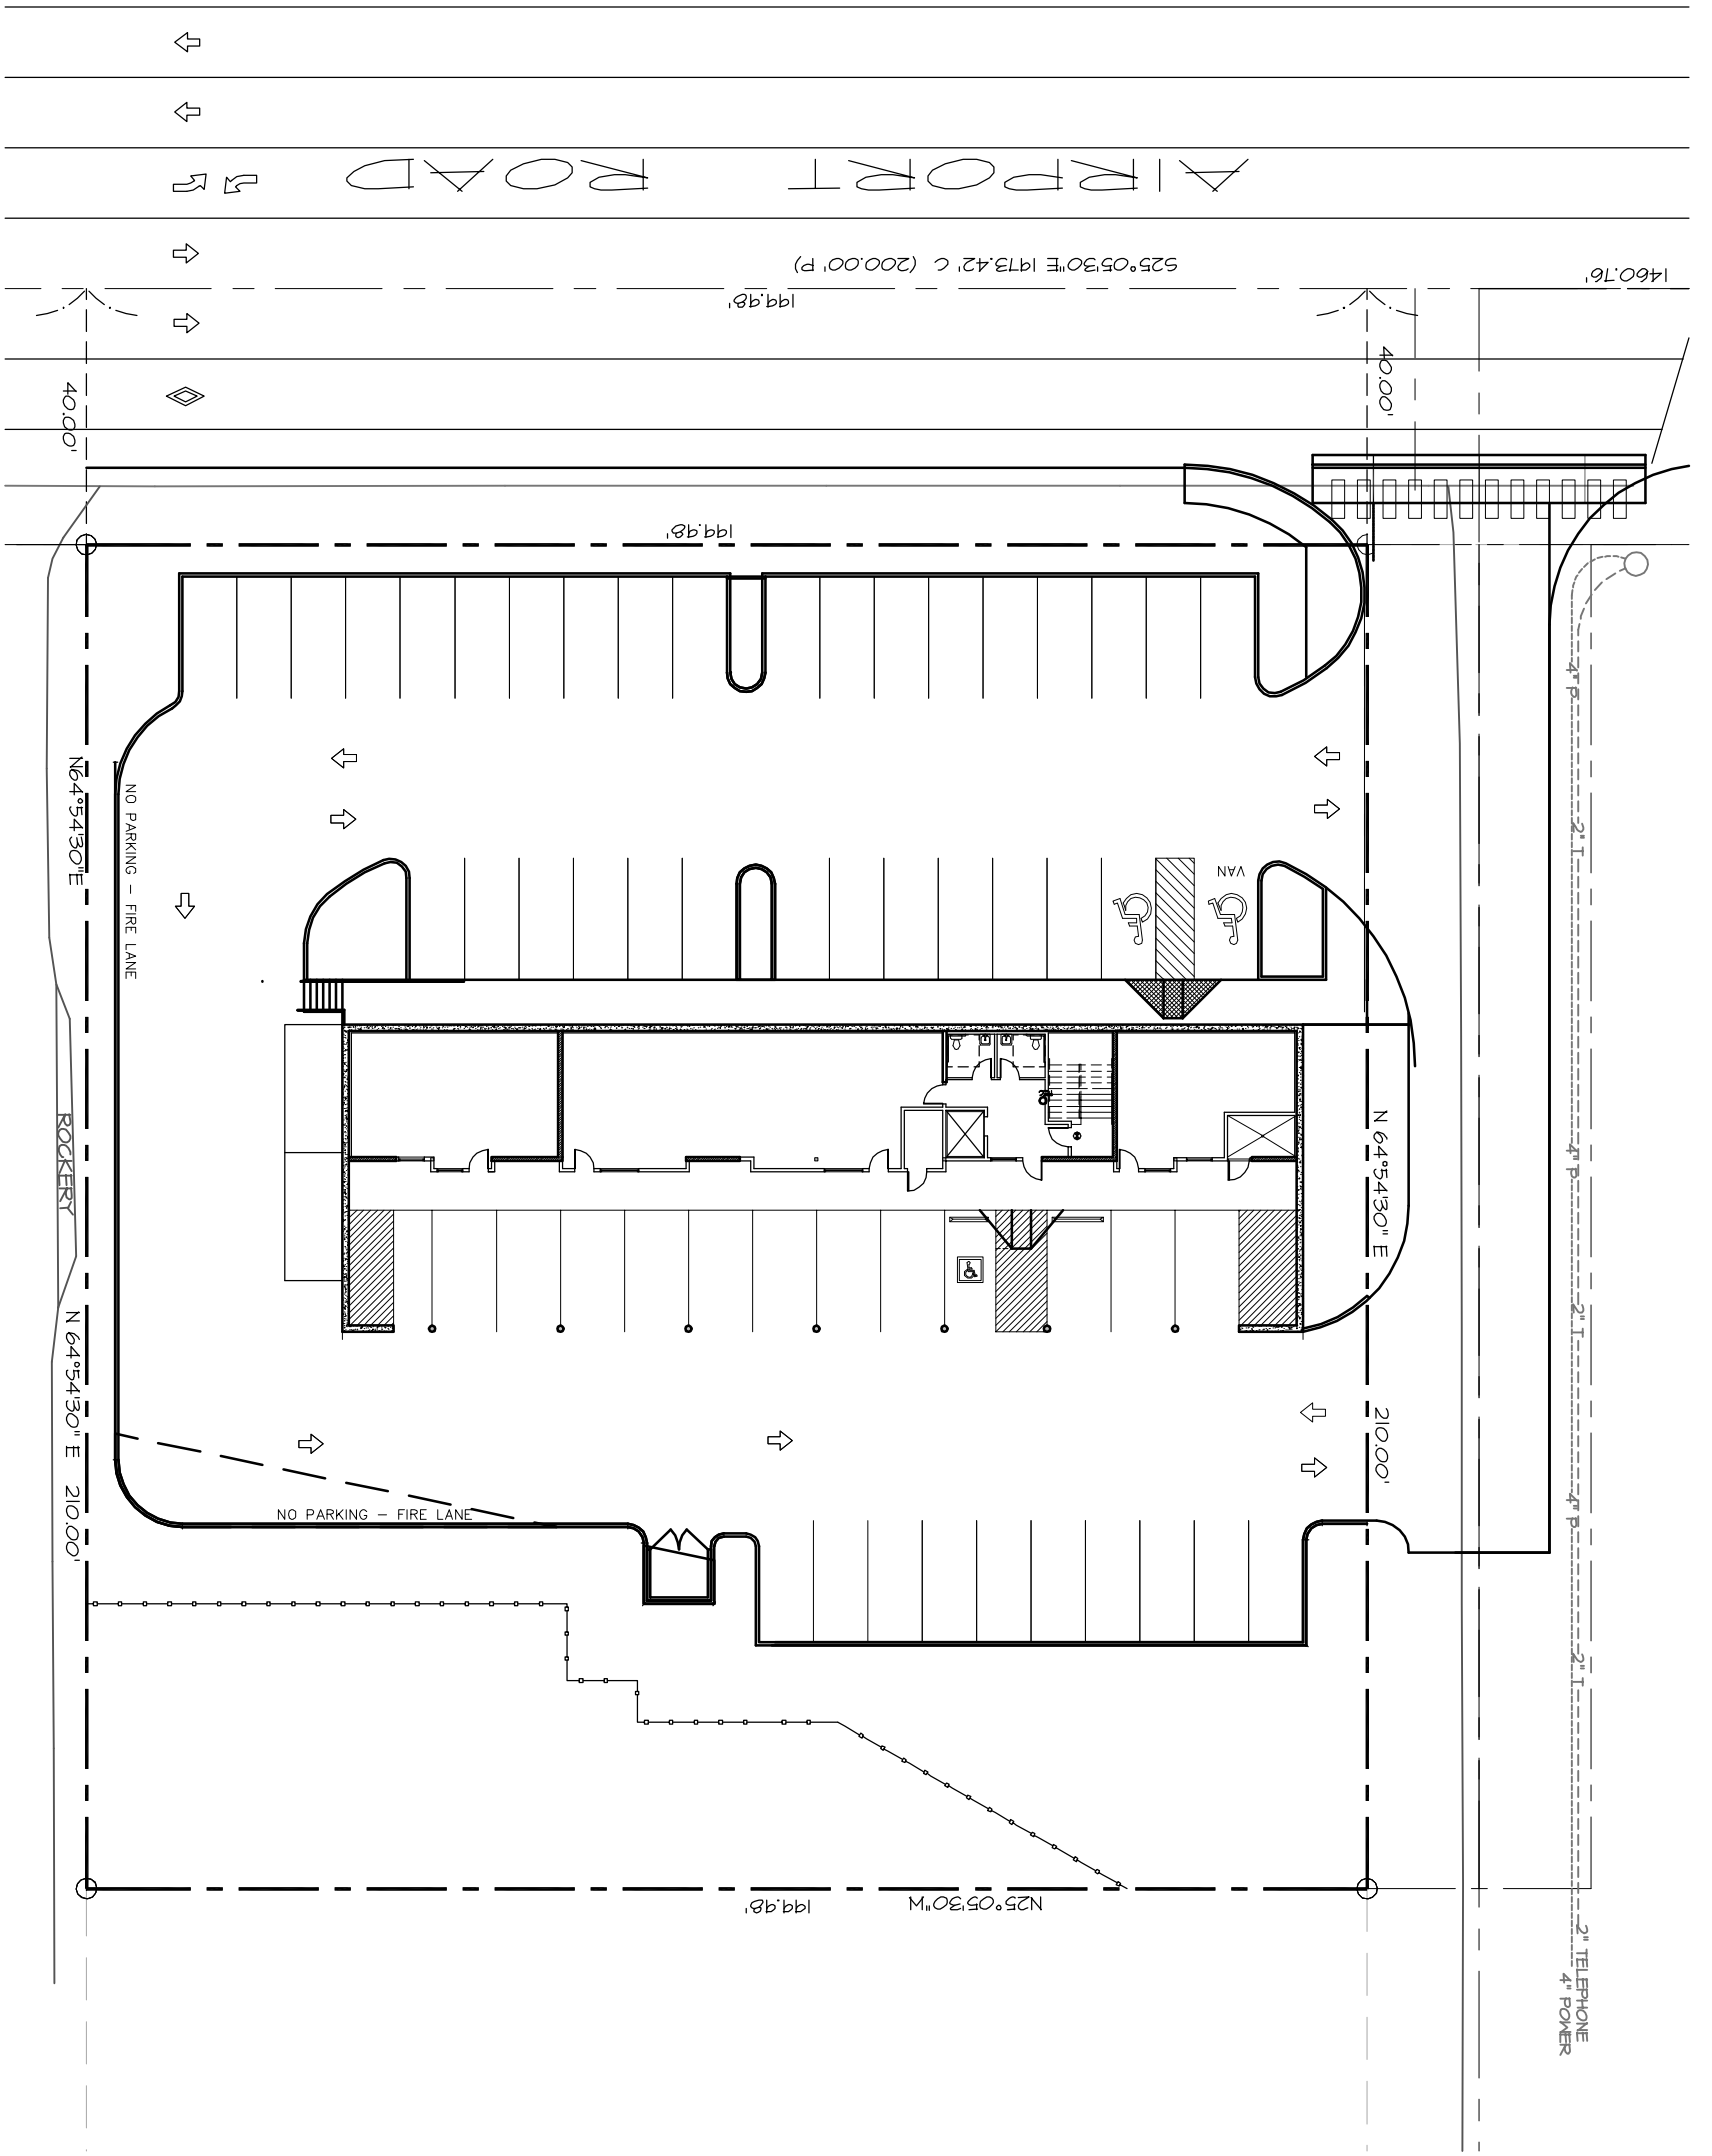 AIRPORT ROAD
S25°05'30"E 1973.42' C (200.00' P)
1460.76'
199.98'
40.00'
40.00'
199.98'
4" P
N64°54'30"E
NO PARKING - FIRE LANE
2" T
VAN
ROCKERY
N 64°54'30" E
4" P
N 64°54'30" E 210.00'
2" T
210.00'
NO PARKING - FIRE LANE
4" P
2" T
199.98'
N25°05'30"W
2" TELEPHONE
4" POWER